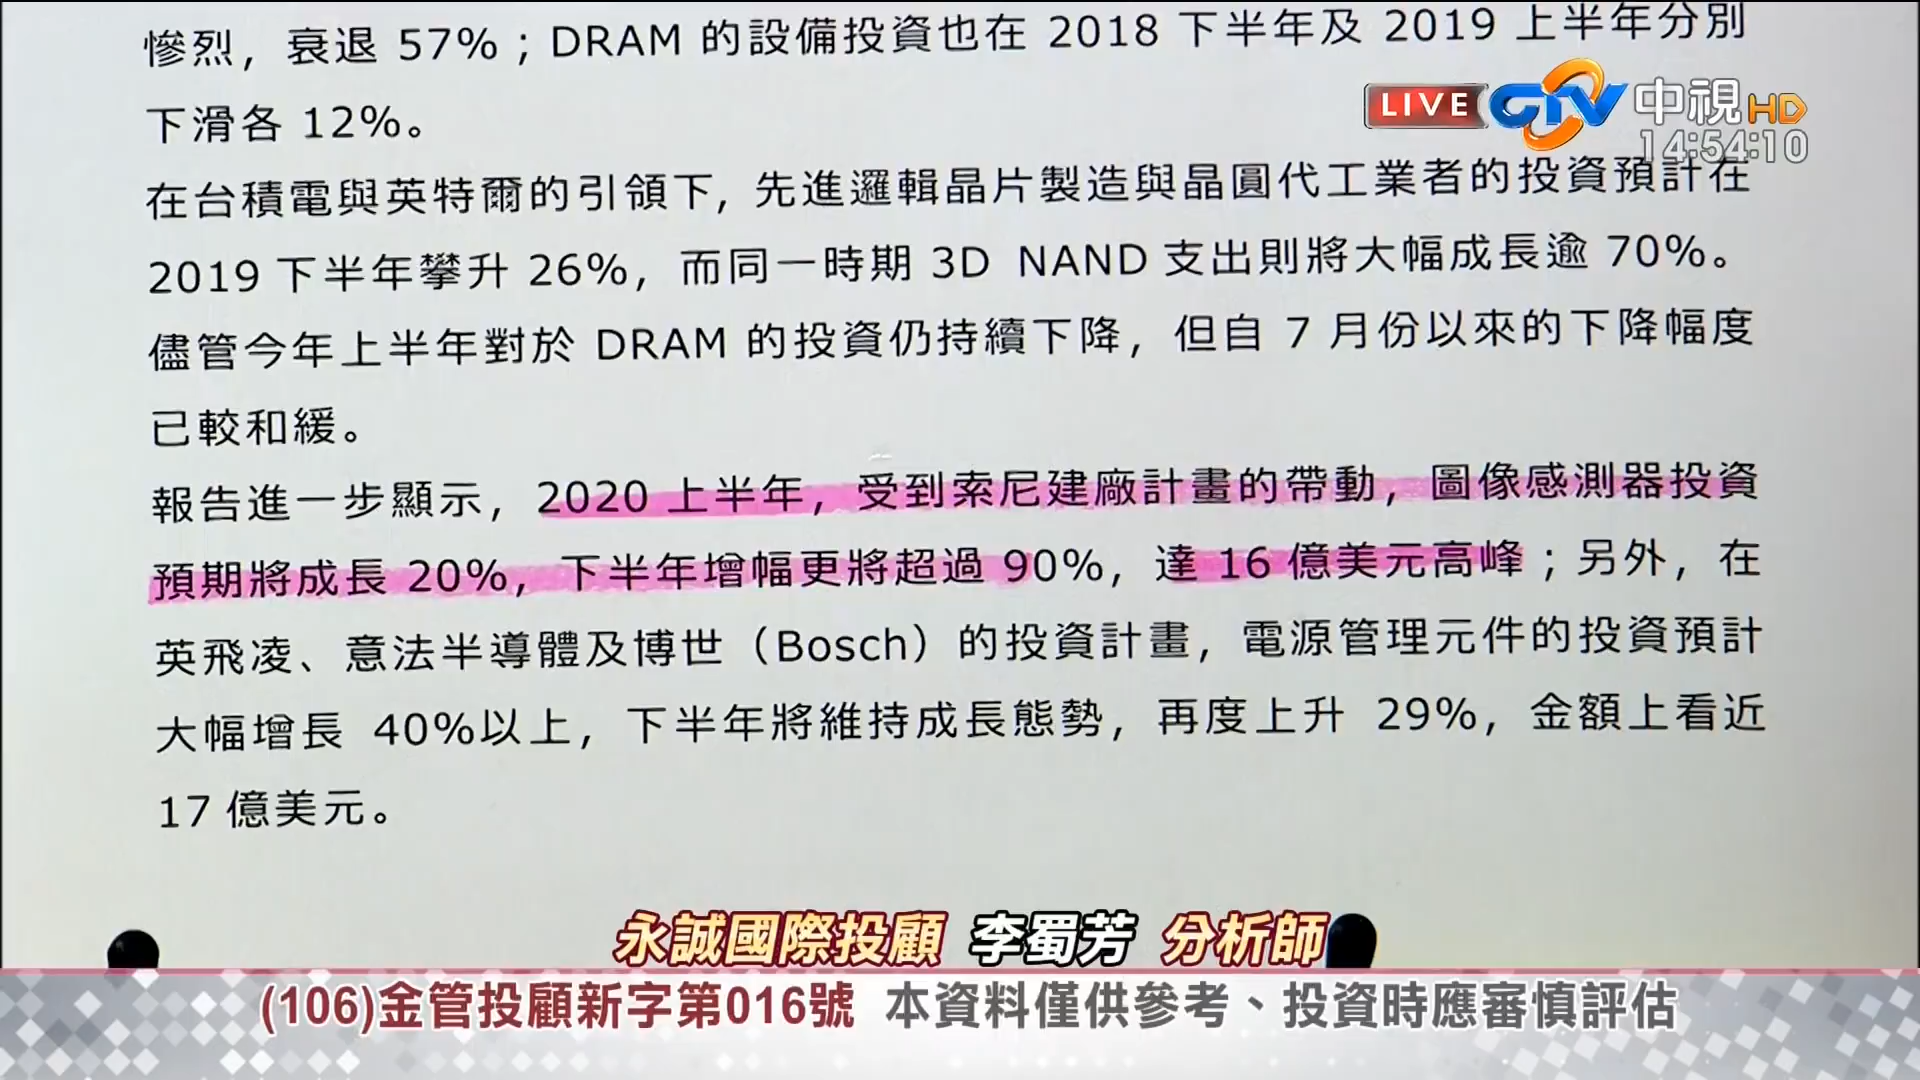 慘烈，衰退 57%；DRAM 的設備投資也在 2018 下半年及 2019 上半年分別
下滑各 12%。
LIVE CTV 中視 HD
14:54:10
在台積電與英特爾的引領下，先進邏輯晶片製造與晶圓代工業者的投資預計在
2019 下半年攀升 26%，而同一時期 3D NAND 支出則將大幅成長逾 70%。
儘管今年上半年對於 DRAM 的投資仍持續下降，但自 7 月份以來的下降幅度
已較和緩。
報告進一步顯示，2020 上半年，受到索尼建廠計畫的帶動，圖像感測器投資
預期將成長 20%，下半年增幅更將超過 90%，達 16 億美元高峰；另外，在
英飛凌、意法半導體及博世（Bosch）的投資計畫，電源管理元件的投資預計
大幅增長 40%以上，下半年將維持成長態勢，再度上升 29%，金額上看近
17 億美元。
永誠國際投顧 李蜀芳 分析師
(106)金管投顧新字第016號 本資料僅供參考、投資時應審慎評估